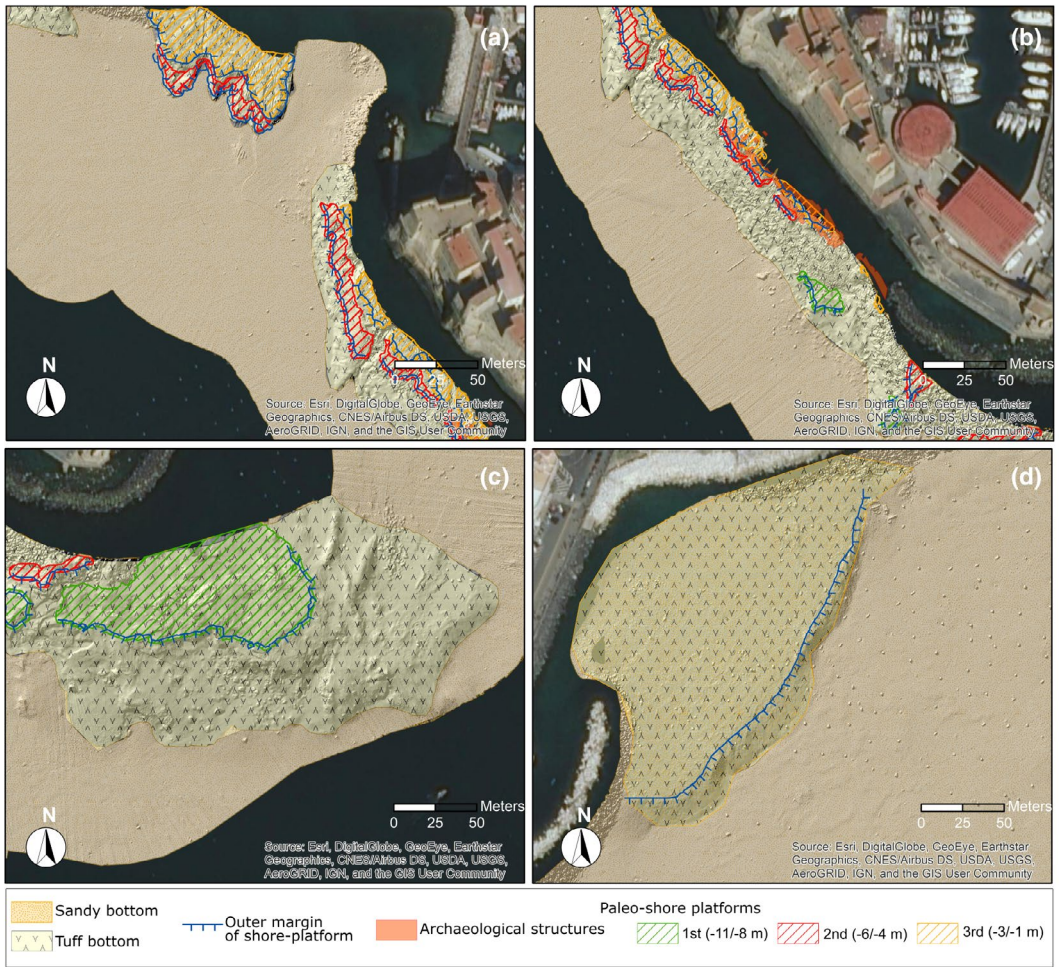 (a)
N
Meters
0 25 50
Source: Esri, DigitalGlobe, GeoEye, Earthstar
Geographics, CNES/Airbus DS, USDA, USGS,
AeroGRID, IGN, and the GIS User Community
(b)
N
Meters
0 25 50
Source: Esri, DigitalGlobe, GeoEye, Earthstar
Geographics, CNES/Airbus DS, USDA, USGS,
AeroGRID, IGN, and the GIS User Community
(c)
N
Meters
0 25 50
Source: Esri, DigitalGlobe, GeoEye, Earthstar
Geographics, CNES/Airbus DS, USDA, USGS,
AeroGRID, IGN, and the GIS User Community
(d)
N
Meters
0 25 50
Source: Esri, DigitalGlobe, GeoEye, Earthstar
Geographics, CNES/Airbus DS, USDA, USGS,
AeroGRID, IGN, and the GIS User Community
Sandy bottom
Tuff bottom
Outer margin
of shore-platform
Archaeological structures
Paleo-shore platforms
1st (-11/-8 m)
2nd (-6/-4 m)
3rd (-3/-1 m)